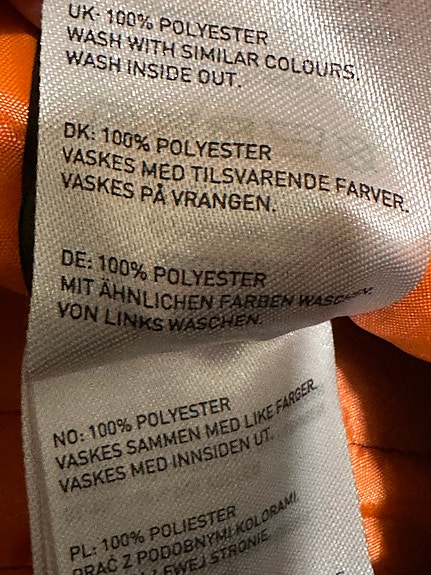 UK: 100% POLYESTER
WASH WITH SIMILAR COLOURS.
WASH INSIDE OUT.
DK: 100% POLYESTER
VASKES MED TILSVARENDE FARVER.
VASKES PÅ VRANGEN.
DE: 100% POLYESTER
MIT ÄHNLICHEN FARBEN WASCHEN.
VON LINKS WASCHEN.
NO: 100% POLYESTER
VASKES SAMMEN MED LIKE FARGER.
VASKES MED INNSIDEN UT.
PL: 100% POLIESTER
PRAĆ Z PODOBNYMI KOLORAMI
LEWEJ STRONIE.